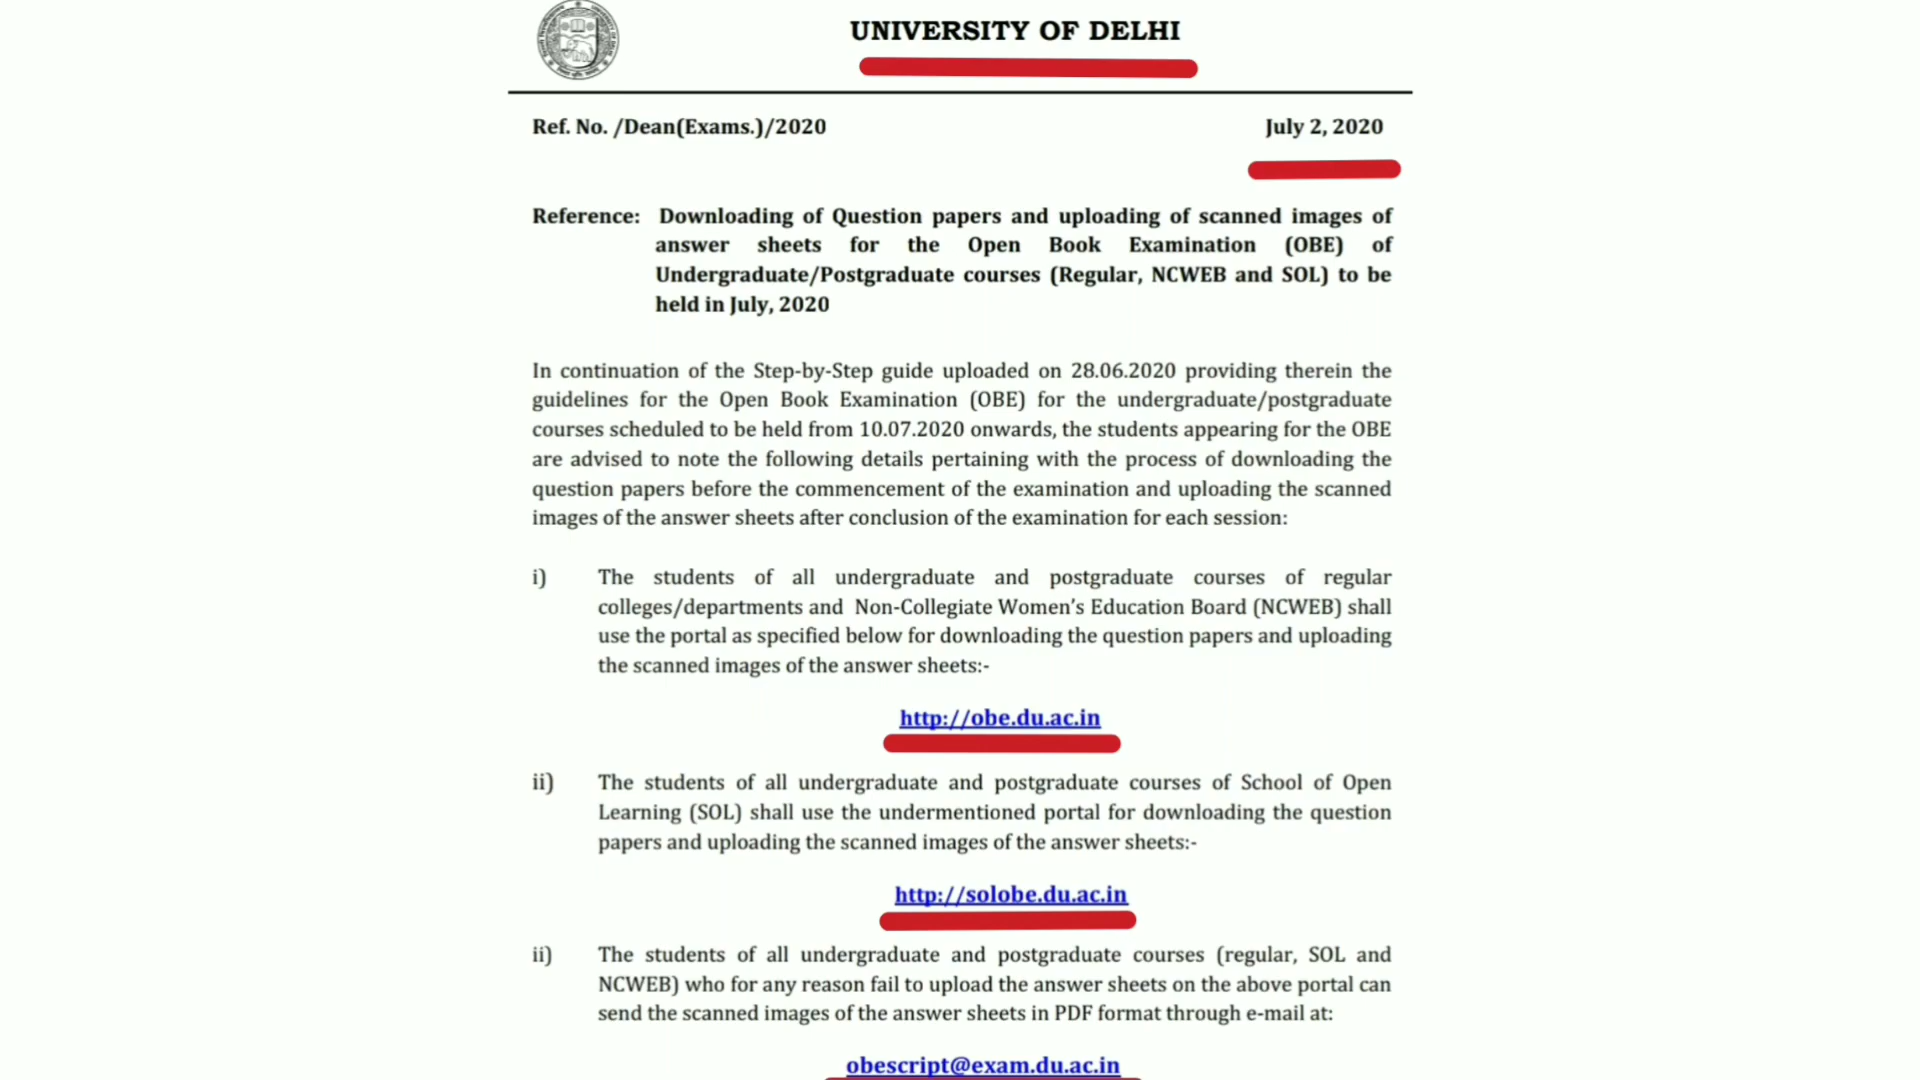 UNIVERSITY OF DELHI
Ref. No. /Dean(Exams.)/2020 July 2, 2020
Reference: Downloading of Question papers and uploading of scanned images of
answer sheets for the Open Book Examination (OBE) of
Undergraduate/Postgraduate courses (Regular, NCWEB and SOL) to be
held in July, 2020
In continuation of the Step-by-Step guide uploaded on 28.06.2020 providing therein the
guidelines for the Open Book Examination (OBE) for the undergraduate/postgraduate
courses scheduled to be held from 10.07.2020 onwards, the students appearing for the OBE
are advised to note the following details pertaining with the process of downloading the
question papers before the commencement of the examination and uploading the scanned
images of the answer sheets after conclusion of the examination for each session:
i) The students of all undergraduate and postgraduate courses of regular
colleges/departments and Non-Collegiate Women’s Education Board (NCWEB) shall
use the portal as specified below for downloading the question papers and uploading
the scanned images of the answer sheets:-
http://obe.du.ac.in
ii) The students of all undergraduate and postgraduate courses of School of Open
Learning (SOL) shall use the undermentioned portal for downloading the question
papers and uploading the scanned images of the answer sheets:-
http://solobe.du.ac.in
ii) The students of all undergraduate and postgraduate courses (regular, SOL and
NCWEB) who for any reason fail to upload the answer sheets on the above portal can
send the scanned images of the answer sheets in PDF format through e-mail at:
obescript@exam.du.ac.in